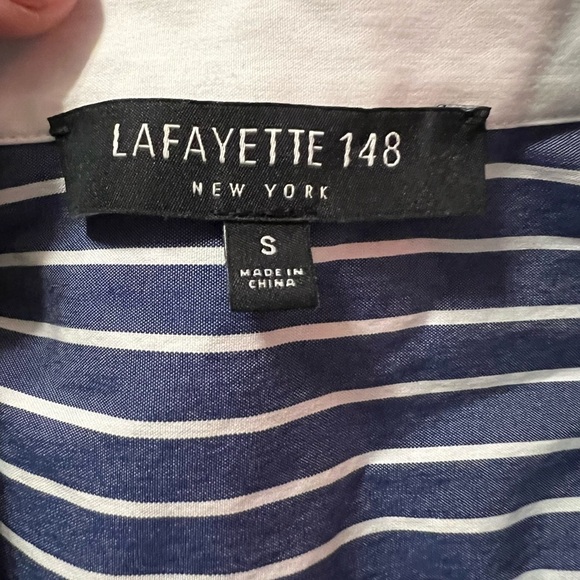 LAFAYETTE 148
NEW YORK
S
MADE IN
CHINA